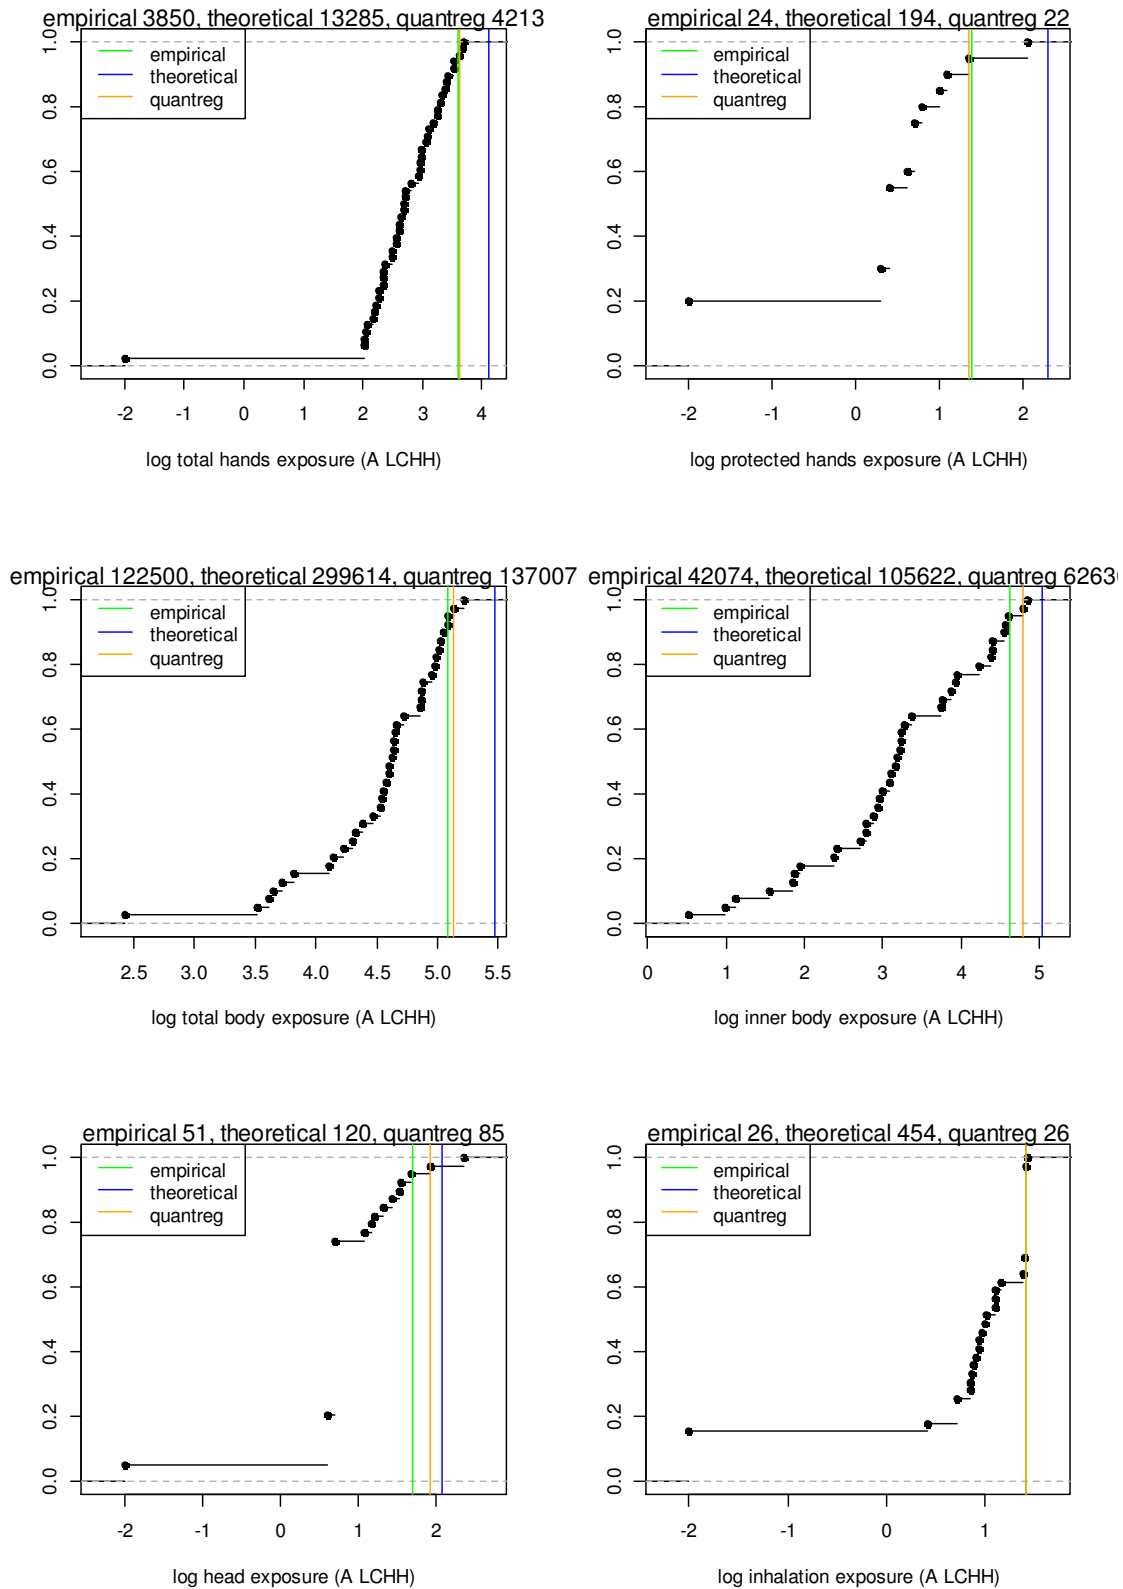 empirical 3850, theoretical 13285, quantreg 4213
empirical
theoretical
quantreg
1.0
0.8
0.6
0.4
0.2
0.0
-2 -1 0 1 2 3 4
log total hands exposure (A LCHH)
empirical 24, theoretical 194, quantreg 22
empirical
theoretical
quantreg
1.0
0.8
0.6
0.4
0.2
0.0
-2 0 1 2
log protected hands exposure (A LCHH)
empirical 122500, theoretical 299614, quantreg 137007
empirical
theoretical
quantreg
1.0
0.8
0.6
0.4
0.2
0.0
2.5 3.0 3.5 4.0 4.5 5.0 5.5
log total body exposure (A LCHH)
empirical 42074, theoretical 105622, quantreg
empirical
theoretical
quantreg
1.0
0.8
0.6
0.4
0.2
0.0
0 1 2 3 4 5
log inner body exposure (A LCHH)
empirical 51, theoretical 120, quantreg 85
empirical
theoretical
quantreg
1.0
0.8
0.6
0.4
0.2
0.0
-2 -1 0 1 2
log head exposure (A LCHH)
empirical 26, theoretical 454, quantreg 26
empirical
theoretical
quantreg
1.0
0.8
0.6
0.4
0.2
0.0
-2 0 1
log inhalation exposure (A LCHH)